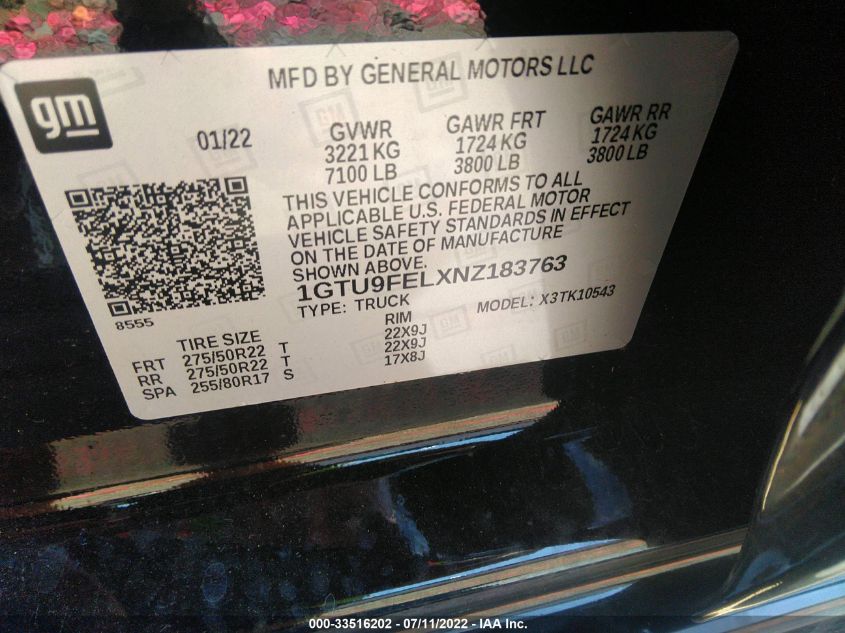 MFD BY GENERAL MOTORS LLC
gm
01/22 GVWR GAWR FRT GAWR RR
3221 KG 1724 KG 1724 KG
7100 LB 3800 LB 3800 LB
THIS VEHICLE CONFORMS TO ALL
APPLICABLE U.S. FEDERAL MOTOR
VEHICLE SAFETY STANDARDS IN EFFECT
ON THE DATE OF MANUFACTURE
SHOWN ABOVE.
1GTU9FELXNZ183763
TYPE: TRUCK MODEL: X3TK10543
8555
TIRE SIZE RIM
FRT 275/50R22 T 22X9J
RR 275/50R22 T 22X9J
SPA 255/80R17 S 17X8J
000-33516202 - 07/11/2022 - IAA Inc.